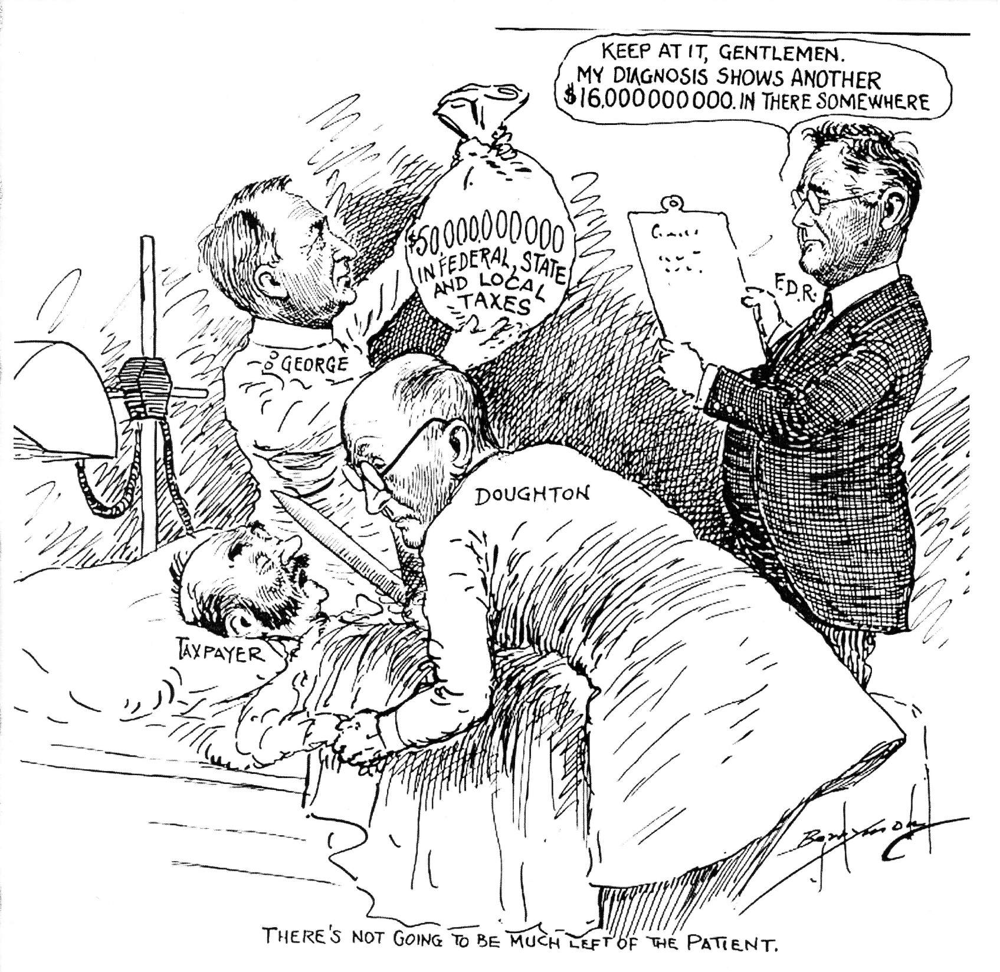 KEEP AT IT, GENTLEMEN.
MY DIAGNOSIS SHOWS ANOTHER
$16,000000000. IN THERE SOMEWHERE
$50,000,000000
IN FEDERAL, STATE
AND LOCAL
TAXES
F.D.R.
GEORGE
DOUGHTON
TAXPAYER
BERRYMAN
THERE'S NOT GOING TO BE MUCH LEFT OF THE PATIENT.